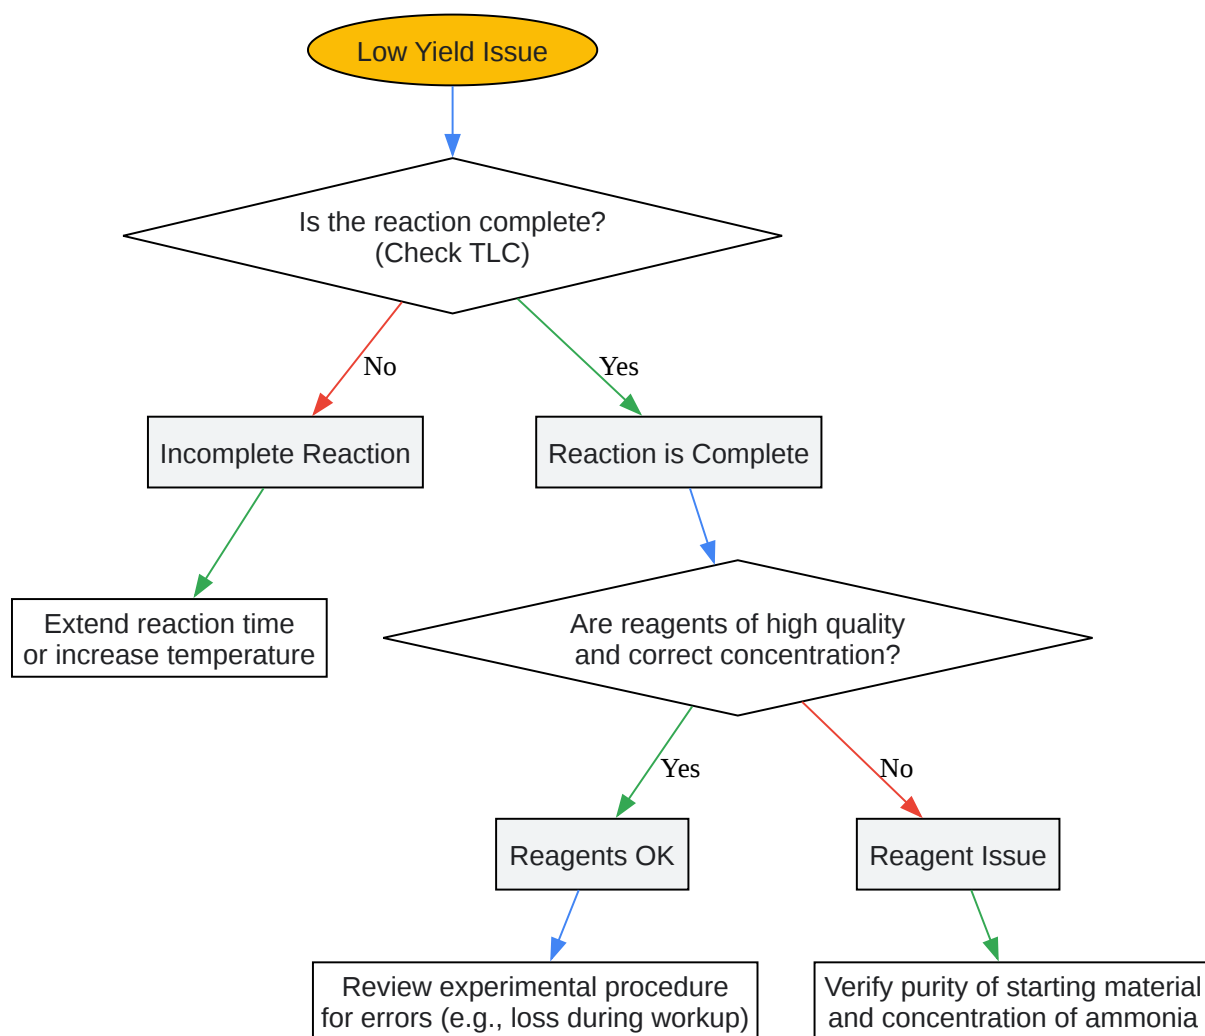 Low Yield Issue
Is the reaction complete?
(Check TLC)
No
Yes
Incomplete Reaction
Reaction is Complete
Extend reaction time
or increase temperature
Are reagents of high quality
and correct concentration?
Yes
No
Reagents OK
Reagent Issue
Review experimental procedure
for errors (e.g., loss during workup)
Verify purity of starting material
and concentration of ammonia